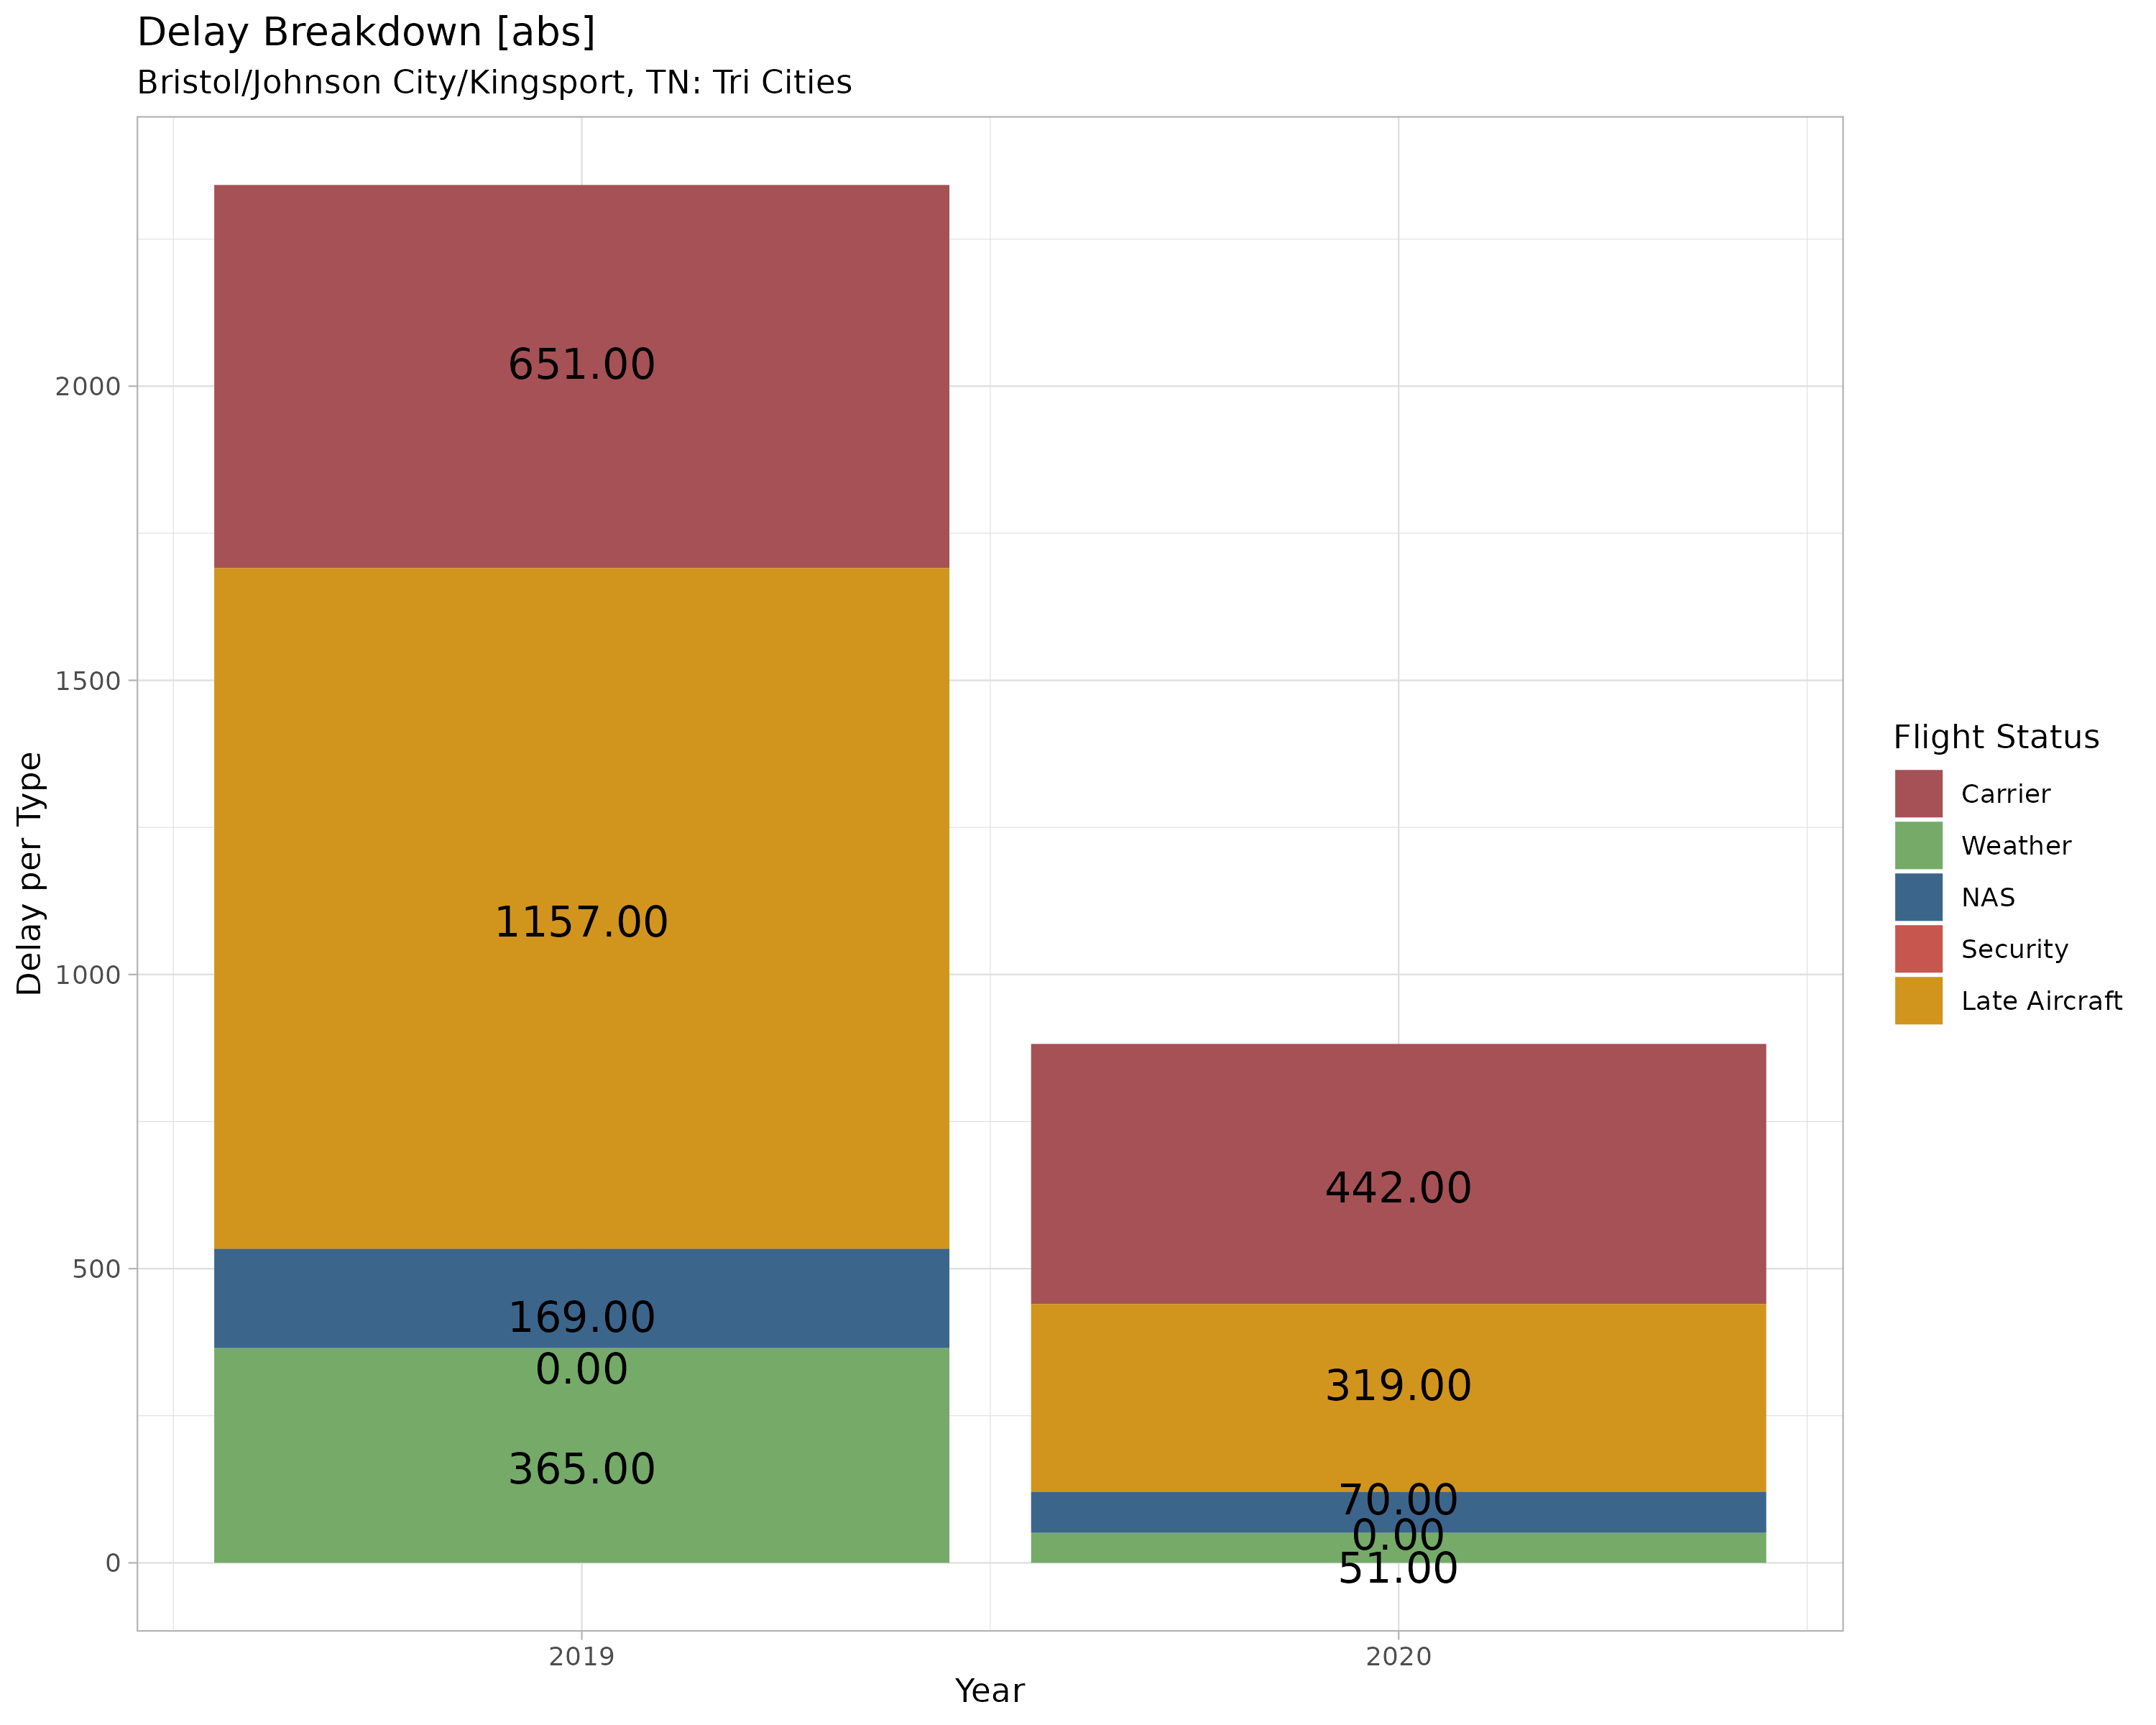 Delay Breakdown [abs]
Bristol/Johnson City/Kingsport, TN: Tri Cities
Delay per Type
2000
1500
1000
500
0
651.00
1157.00
169.00
0.00
365.00
442.00
319.00
70.00
0.00
51.00
2019
2020
Year
Flight Status
Carrier
Weather
NAS
Security
Late Aircraft